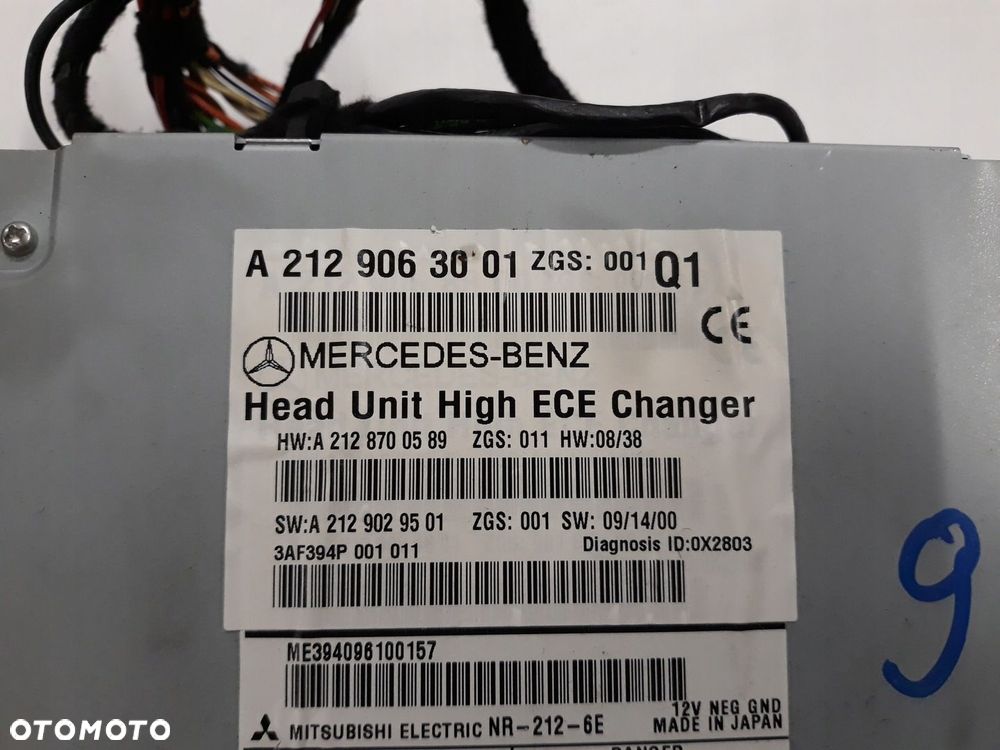 A 212 906 30 01 ZGS: 001 Q1
CE
MERCEDES-BENZ
Head Unit High ECE Changer
HW:A 212 870 05 89 ZGS: 011 HW:08/38
SW:A 212 902 95 01 ZGS: 001 SW: 09/14/00
3AF394P 001 011 Diagnosis ID:0X2803
9
ME394096100157
12V NEG GND
MITSUBISHI ELECTRIC NR-212-6E MADE IN JAPAN
DANGER
OTOMOTO